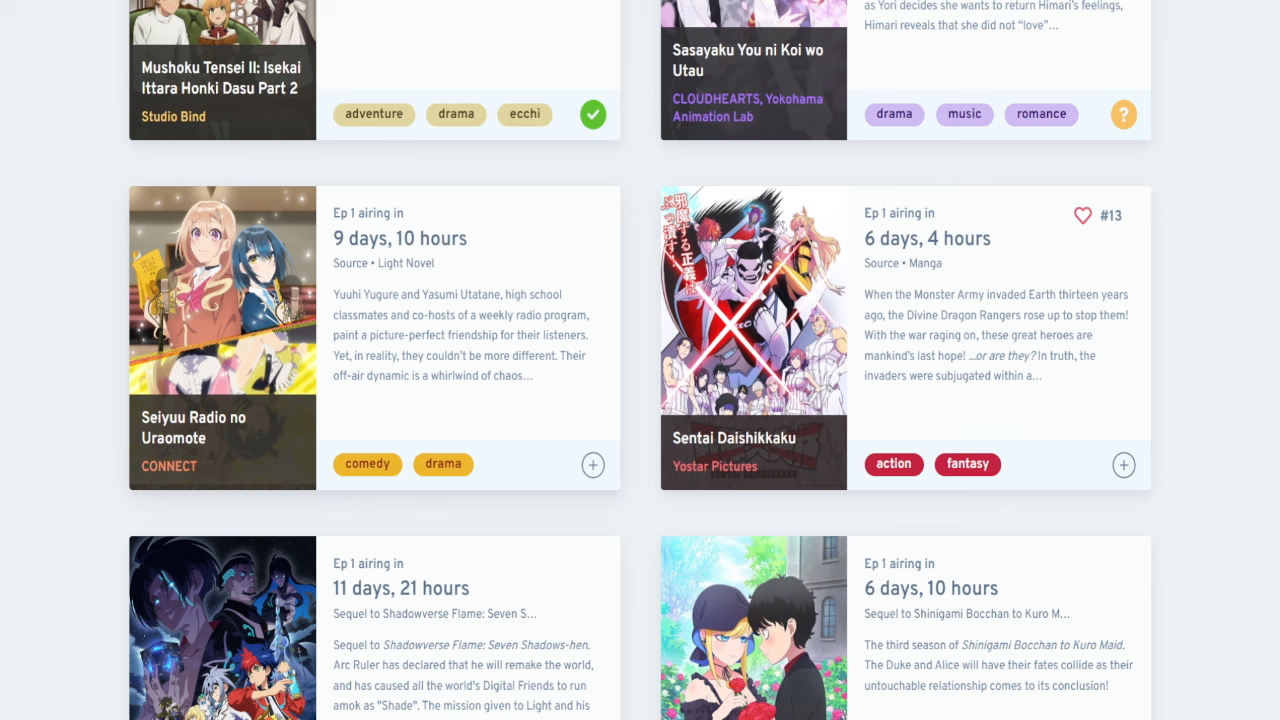 Mushoku Tensei II: Isekai
Ittara Honki Dasu Part 2
Studio Bind
adventure
drama
ecchi
as Yori decides she wants to return Himari's feelings,
Himari reveals that she did not “love”...
Sasayaku You ni Koi wo
Utau
CLOUDHEARTS, Yokohama
Animation Lab
drama
music
romance
?
Ep 1 airing in
9 days, 10 hours
Source • Light Novel
Yuuhi Yugure and Yasumi Utatane, high school
classmates and co-hosts of a weekly radio program,
paint a picture-perfect friendship for their listeners.
Yet, in reality, they couldn’t be more different. Their
off-air dynamic is a whirlwind of chaos...
Seiyuu Radio no
Uraomote
CONNECT
comedy
drama
邪魔する正義は
Ep 1 airing in
#13
6 days, 4 hours
Source • Manga
When the Monster Army invaded Earth thirteen years
ago, the Divine Dragon Rangers rose up to stop them!
With the war raging on, these great heroes are
mankind’s last hope! ...or are they? In truth, the
invaders were subjugated within a...
Sentai Daishikkaku
Yostar Pictures
action
fantasy
Ep 1 airing in
11 days, 21 hours
Sequel to Shadowverse Flame: Seven S...
Sequel to Shadowverse Flame: Seven Shadows-hen.
Arc Ruler has declared that he will remake the world,
and has caused all the world's Digital Friends to run
amok as "Shade". The mission given to Light and his
Ep 1 airing in
6 days, 10 hours
Sequel to Shinigami Bocchan to Kuro M...
The third season of Shinigami Bocchan to Kuro Maid.
The Duke and Alice will have their fates collide as their
untouchable relationship comes to its conclusion!